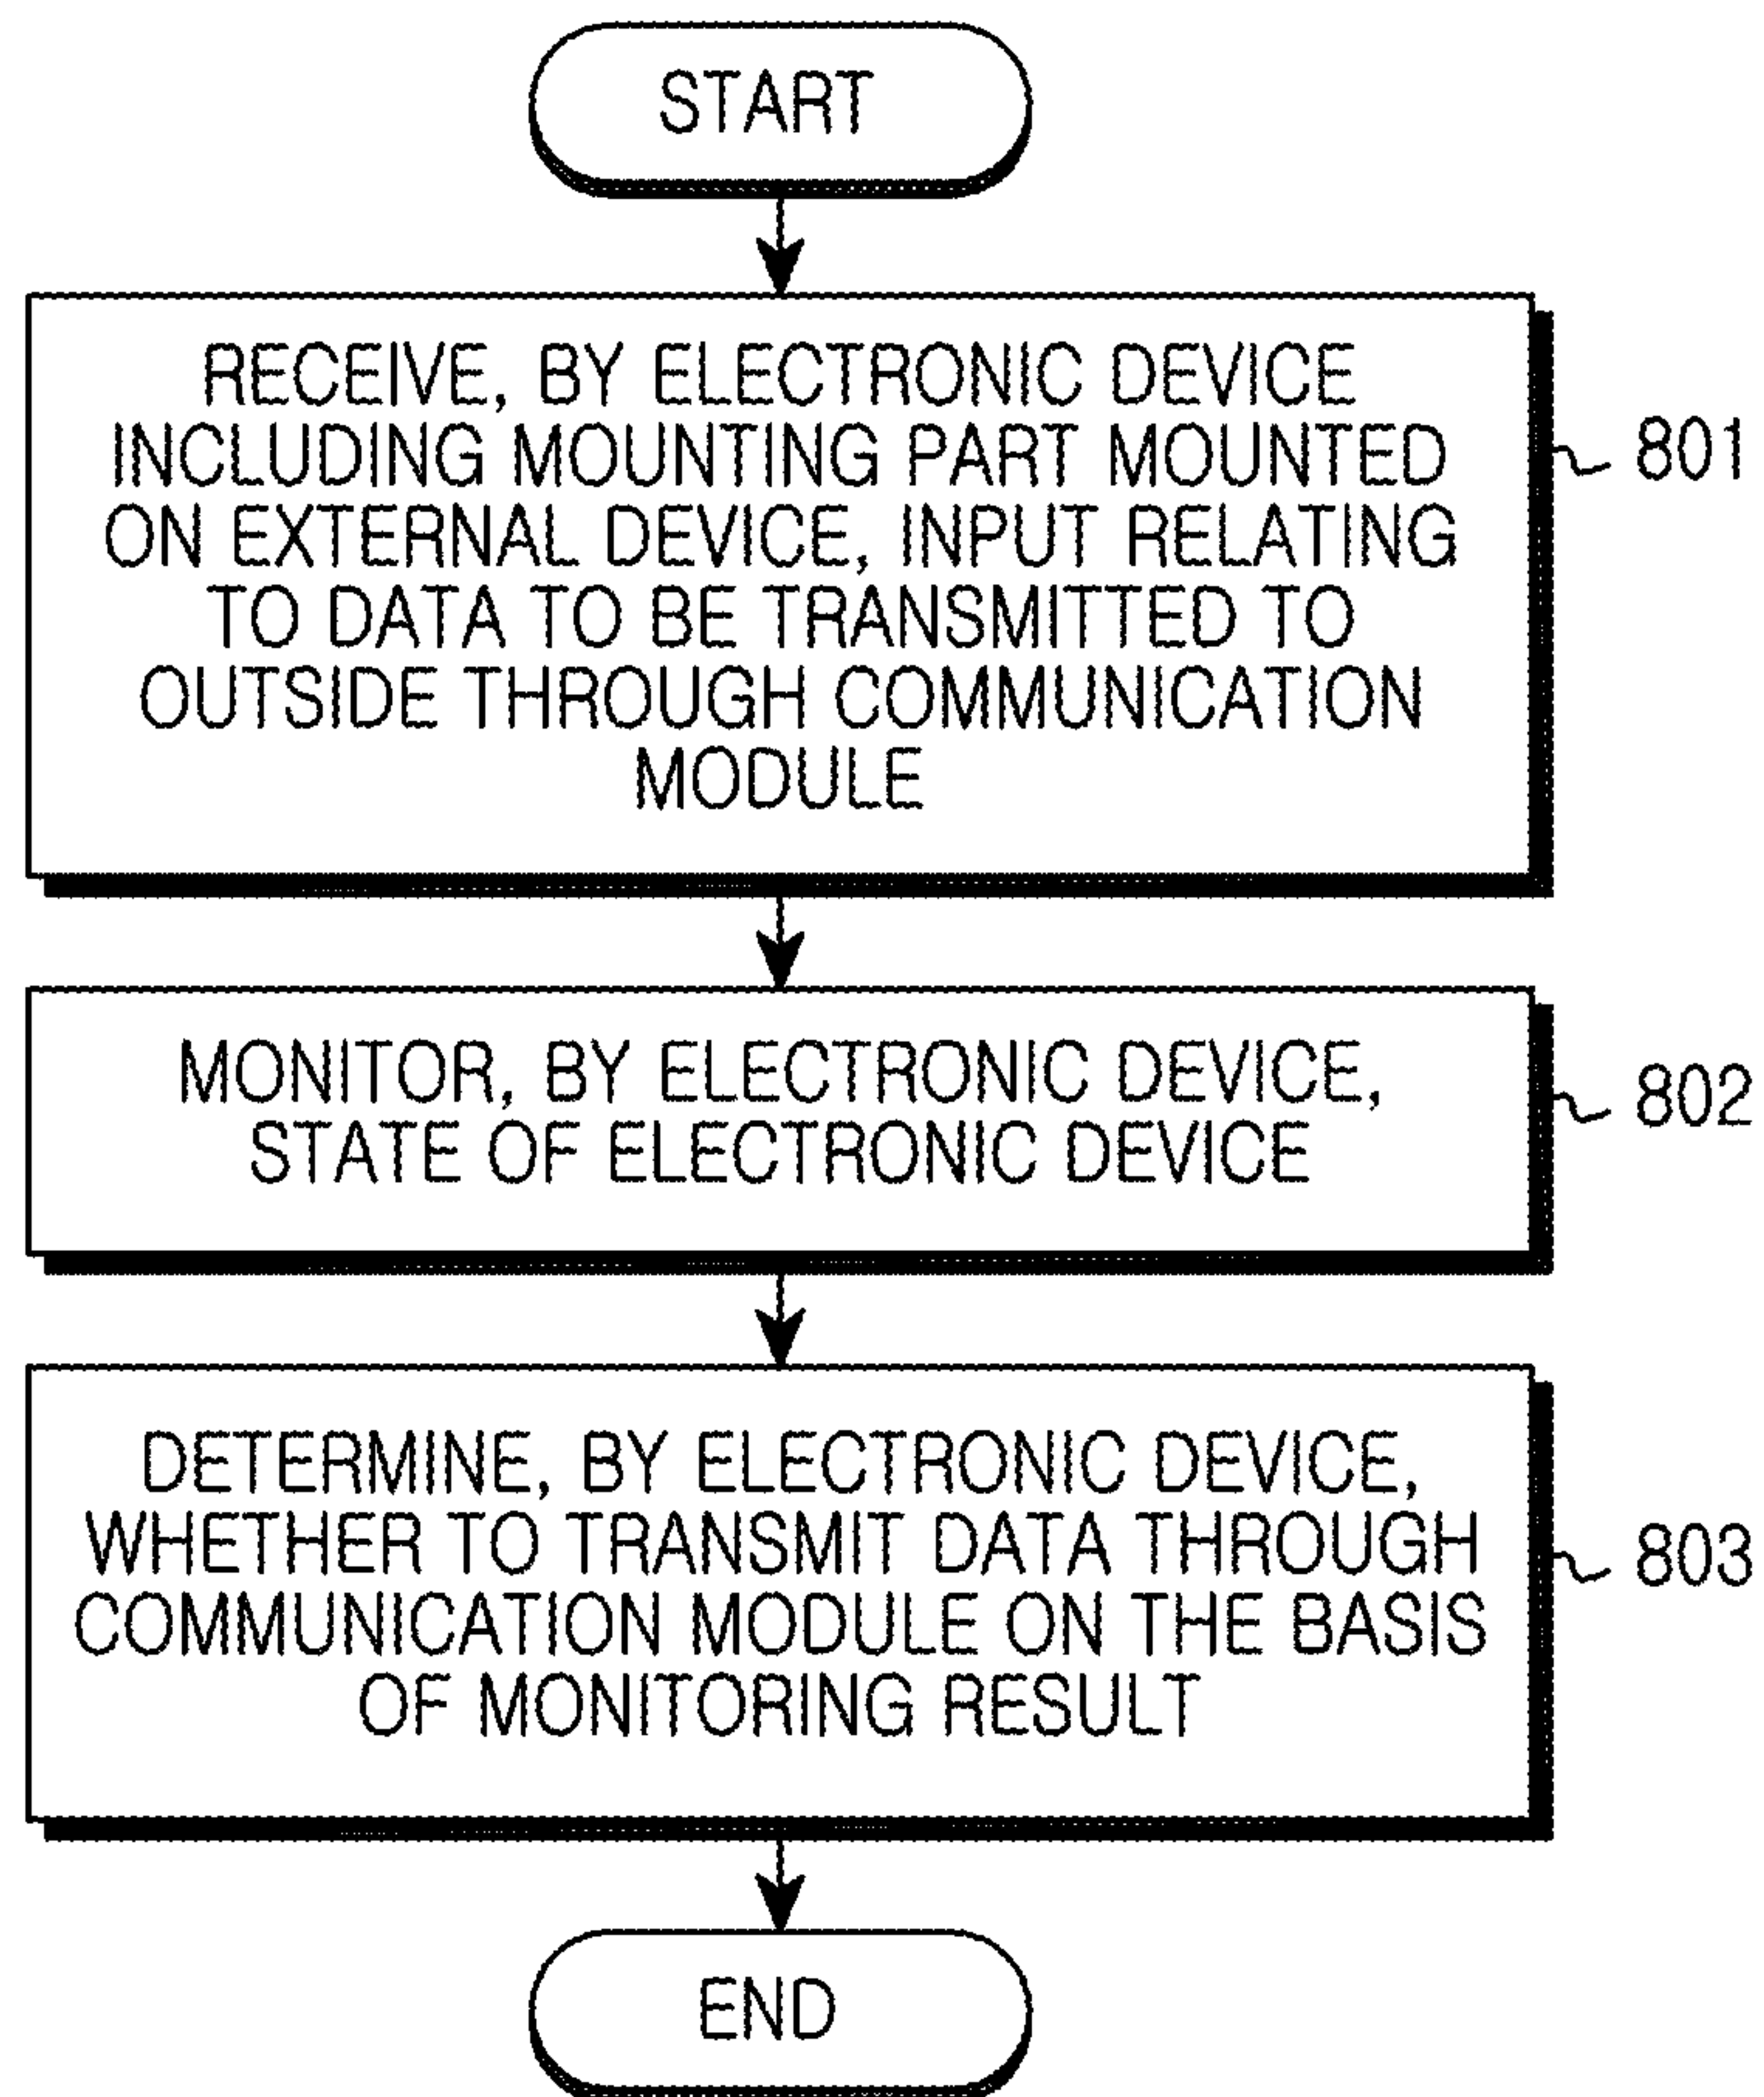 START
RECEIVE, BY ELECTRONIC DEVICE
INCLUDING MOUNTING PART MOUNTED
ON EXTERNAL DEVICE, INPUT RELATING
TO DATA TO BE TRANSMITTED TO
OUTSIDE THROUGH COMMUNICATION
MODULE
801
MONITOR, BY ELECTRONIC DEVICE,
STATE OF ELECTRONIC DEVICE
802
DETERMINE, BY ELECTRONIC DEVICE,
WHETHER TO TRANSMIT DATA THROUGH
COMMUNICATION MODULE ON THE BASIS
OF MONITORING RESULT
803
END